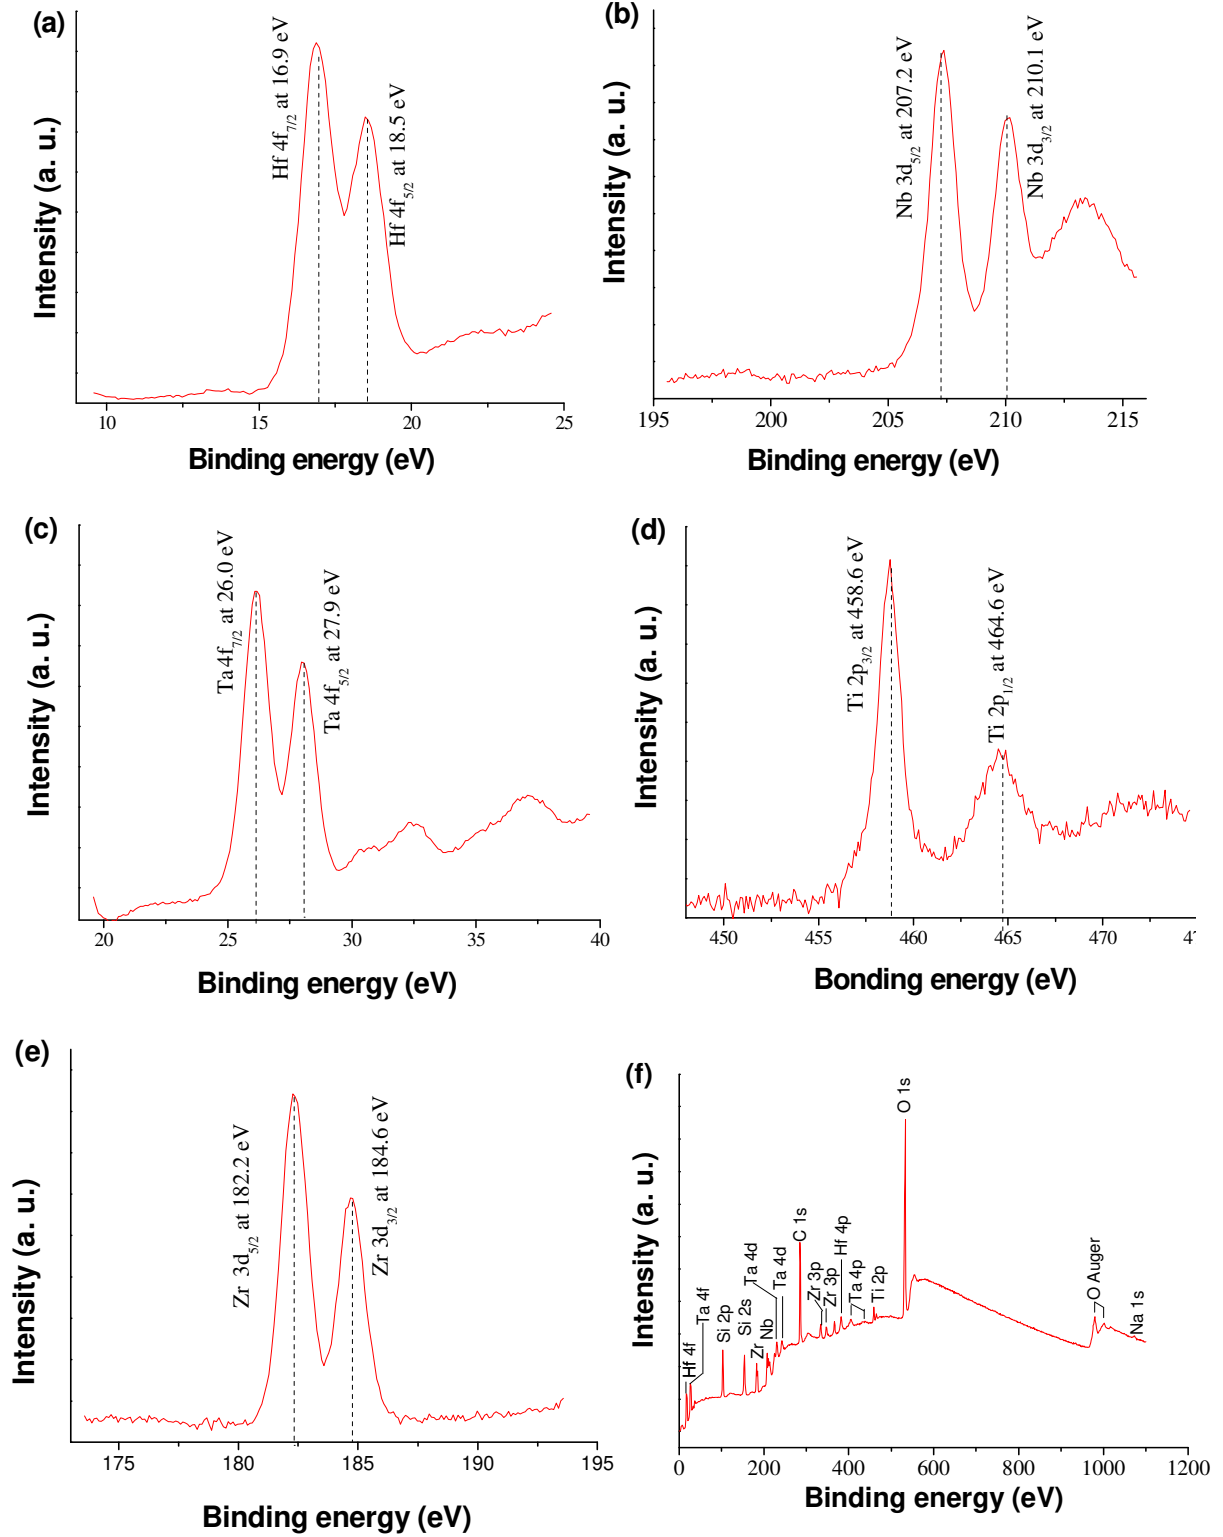 (a)
Hf 4f7/2 at 16.9 eV
Hf 4f5/2 at 18.5 eV
Intensity (a. u.)
10 15 20 25
Binding energy (eV)
(b)
Nb 3d5/2 at 207.2 eV
Nb 3d3/2 at 210.1 eV
Intensity (a. u.)
195 200 205 210 215
Binding energy (eV)
(c)
Ta 4f7/2 at 26.0 eV
Ta 4f5/2 at 27.9 eV
Intensity (a. u.)
20 25 30 35 40
Binding energy (eV)
(d)
Ti 2p3/2 at 458.6 eV
Ti 2p1/2 at 464.6 eV
Intensity (a. u.)
450 455 460 465 470
Bonding energy (eV)
(e)
Zr 3d5/2 at 182.2 eV
Zr 3d3/2 at 184.6 eV
Intensity (a. u.)
175 180 185 190 195
Binding energy (eV)
(f)
Hf 4f
Ta 4f
Si 2p
Si 2s
Zr
Nb
Ta 4d
Ta 4d
C 1s
Zr 3p
Zr 3p
Hf 4p
Ta 4p
Ti 2p
O 1s
O Auger
Na 1s
Intensity (a. u.)
0 200 400 600 800 1000 1200
Binding energy (eV)